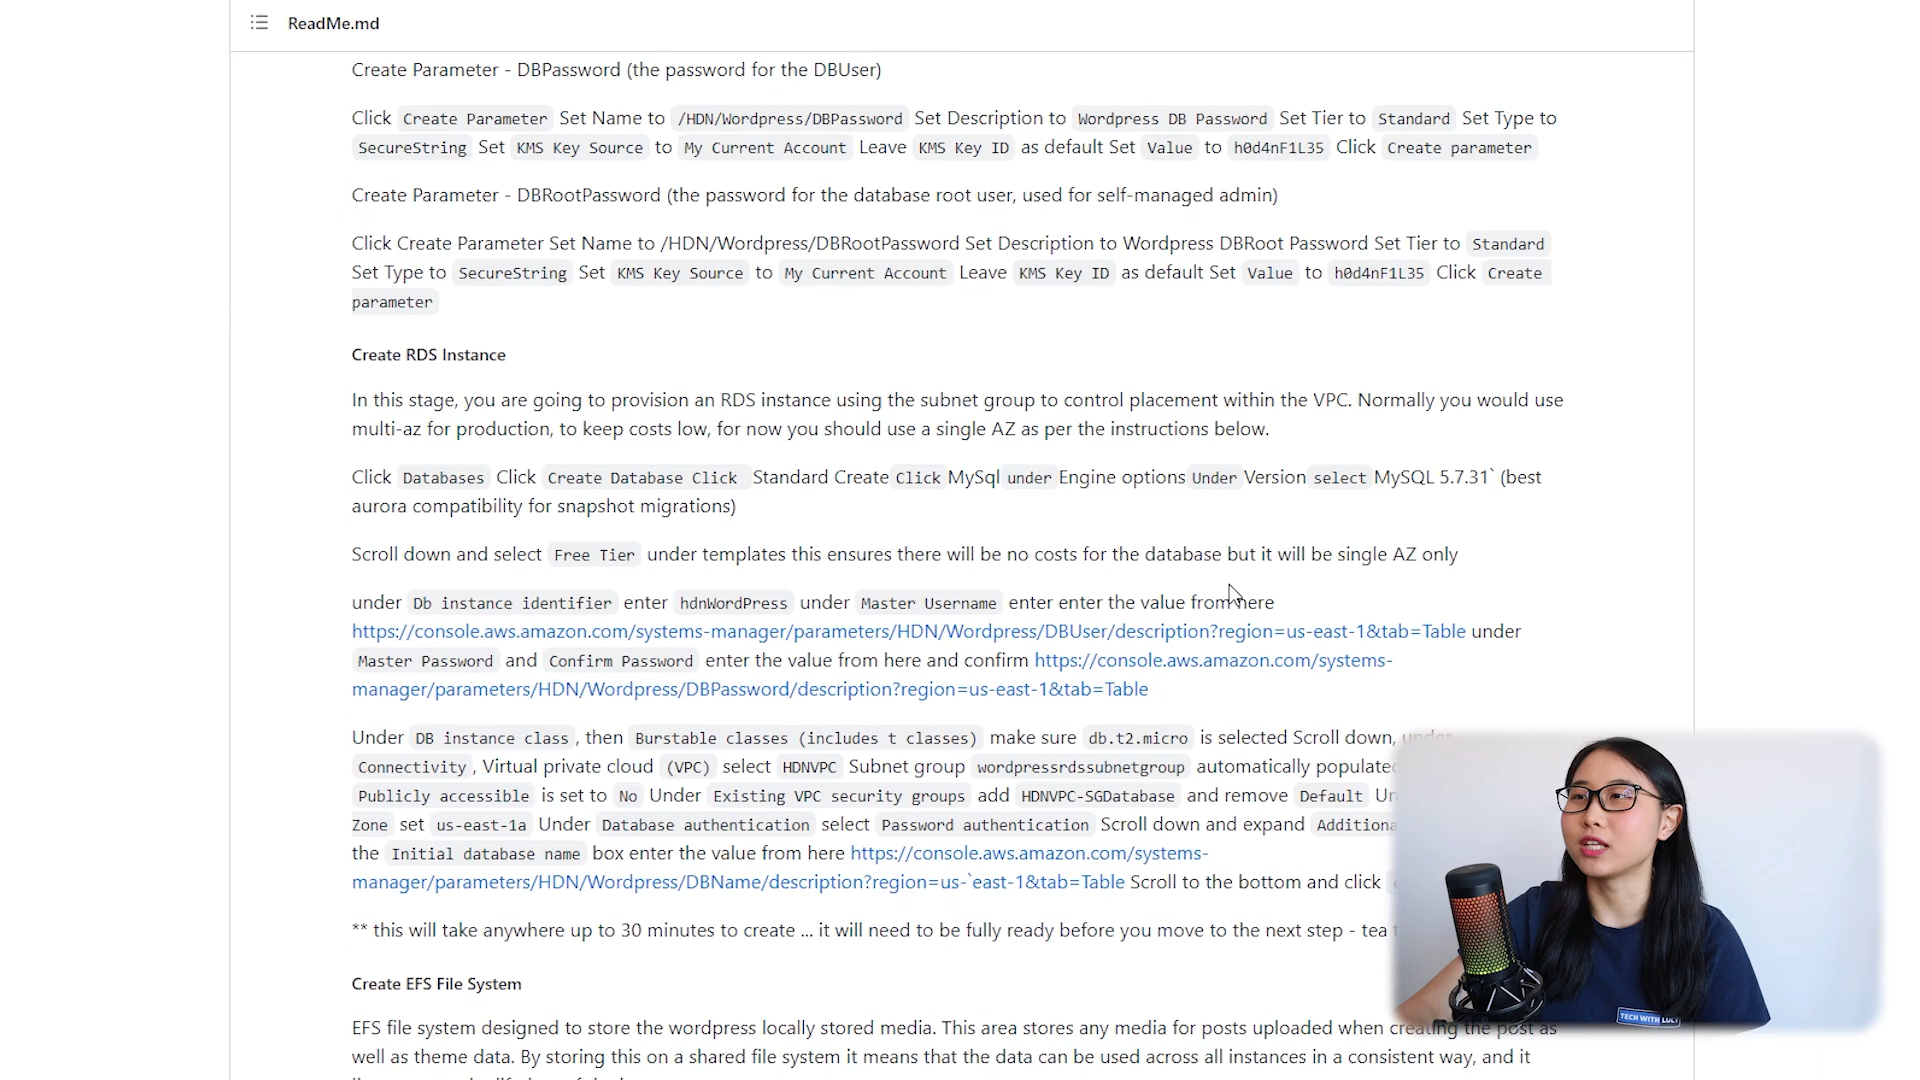 ReadMe.md
Create Parameter - DBPassword (the password for the DBUser)
Click Create Parameter Set Name to /HDN/Wordpress/DBPassword Set Description to Wordpress DB Password Set Tier to Standard Set Type to
SecureString Set KMS Key Source to My Current Account Leave KMS Key ID as default Set Value to h0d4nF1L35 Click Create parameter
Create Parameter - DBRootPassword (the password for the database root user, used for self-managed admin)
Click Create Parameter Set Name to /HDN/Wordpress/DBRootPassword Set Description to Wordpress DBRoot Password Set Tier to Standard
Set Type to SecureString Set KMS Key Source to My Current Account Leave KMS Key ID as default Set Value to h0d4nF1L35 Click Create
parameter
Create RDS Instance
In this stage, you are going to provision an RDS instance using the subnet group to control placement within the VPC. Normally you would use
multi-az for production, to keep costs low, for now you should use a single AZ as per the instructions below.
Click Databases Click Create Database Click Standard Create Click MySql under Engine options Under Version select MySQL 5.7.31` (best
aurora compatibility for snapshot migrations)
Scroll down and select Free Tier under templates this ensures there will be no costs for the database but it will be single AZ only
under Db instance identifier enter hdnWordPress under Master Username enter enter the value from here
https://console.aws.amazon.com/systems-manager/parameters/HDN/Wordpress/DBUser/description?region=us-east-1&tab=Table under
Master Password and Confirm Password enter the value from here and confirm https://console.aws.amazon.com/systems-
manager/parameters/HDN/Wordpress/DBPassword/description?region=us-east-1&tab=Table
Under DB instance class, then Burstable classes (includes t classes) make sure db.t2.micro is selected Scroll down, under
Connectivity, Virtual private cloud (VPC) select HDNVPC Subnet group wordpressrdssubnetgroup automatically populated
Publicly accessible is set to No Under Existing VPC security groups add HDNVPC-SGDatabase and remove Default Un
Zone set us-east-1a Under Database authentication select Password authentication Scroll down and expand Additiona
the Initial database name box enter the value from here https://console.aws.amazon.com/systems-
manager/parameters/HDN/Wordpress/DBName/description?region=us-`east-1&tab=Table Scroll to the bottom and click
** this will take anywhere up to 30 minutes to create ... it will need to be fully ready before you move to the next step - tea
Create EFS File System
EFS file system designed to store the wordpress locally stored media. This area stores any media for posts uploaded when creating the post as
well as theme data. By storing this on a shared file system it means that the data can be used across all instances in a consistent way, and it
TECH WITH LUCY